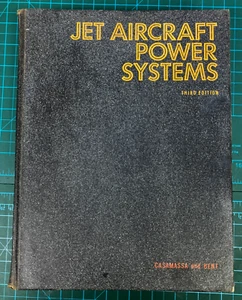 JET AIRCRAFT
POWER
SYSTEMS
THIRD EDITION
CASAMASSA and BENT